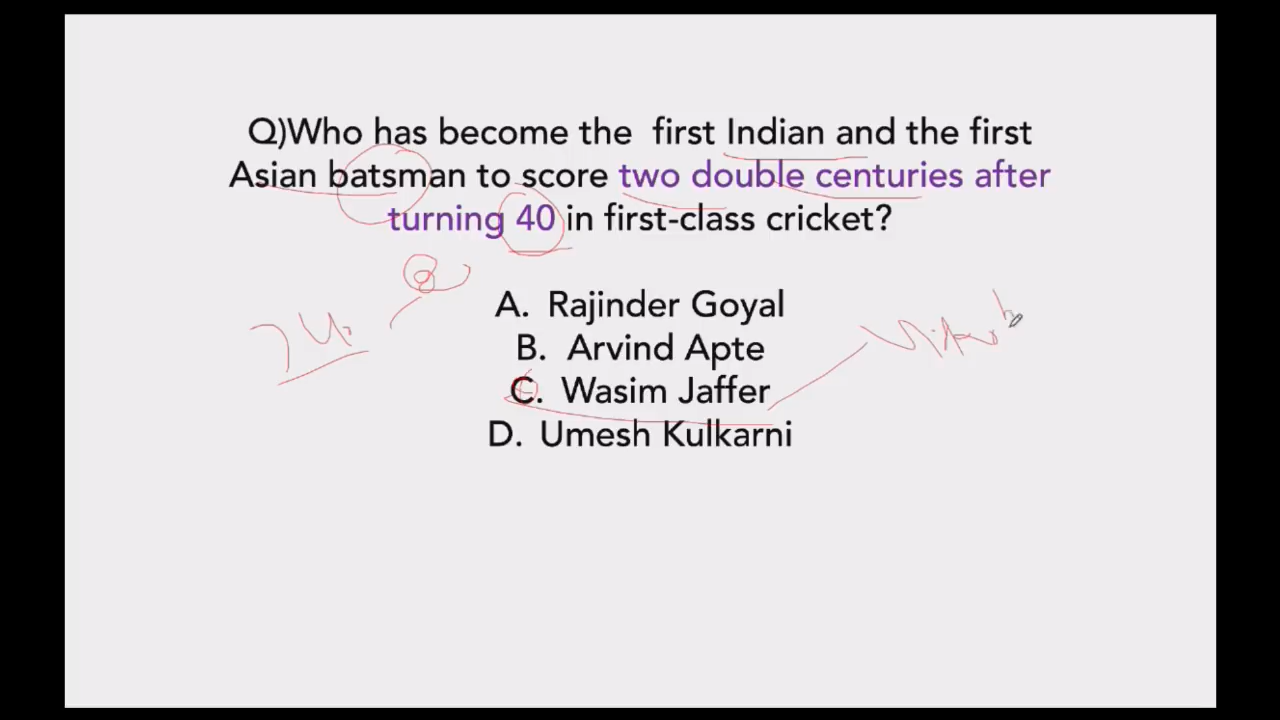 Q)Who has become the first Indian and the first
Asian batsman to score two double centuries after
turning 40 in first-class cricket?
A. Rajinder Goyal
B. Arvind Apte
C. Wasim Jaffer
D. Umesh Kulkarni